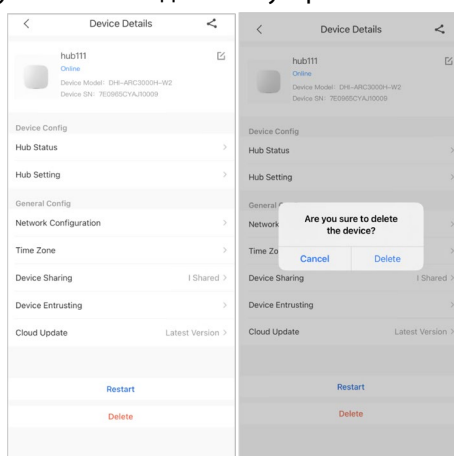 Device Details
hub111
Online
Device Model: DHI-ARC3000H-W2
Device SN: 7E0965CYAJ10009
Device Config
Hub Status
Hub Setting
General Config
Network Configuration
Time Zone
Device Sharing I Shared
Device Entrusting
Cloud Update Latest Version
Restart
Delete
Device Details
hub111
Online
Device Model: DHI-ARC3000H-W2
Device SN: 7E0965CYAJ10009
Device Config
Hub Status
Hub Setting
General
Network
Time Zo
Are you sure to delete
the device?
Cancel Delete
Device Sharing I Shared
Device Entrusting
Cloud Update Latest Version
Restart
Delete